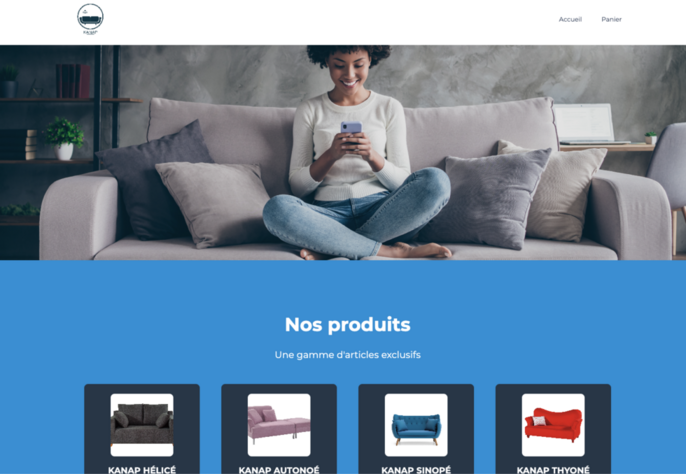 KANAP
Accueil
Panier
Nos produits
Une gamme d'articles exclusifs
KANAP HÉLICÉ
KANAP AUTONOÉ
KANAP SINOPÉ
KANAP THYONÉ